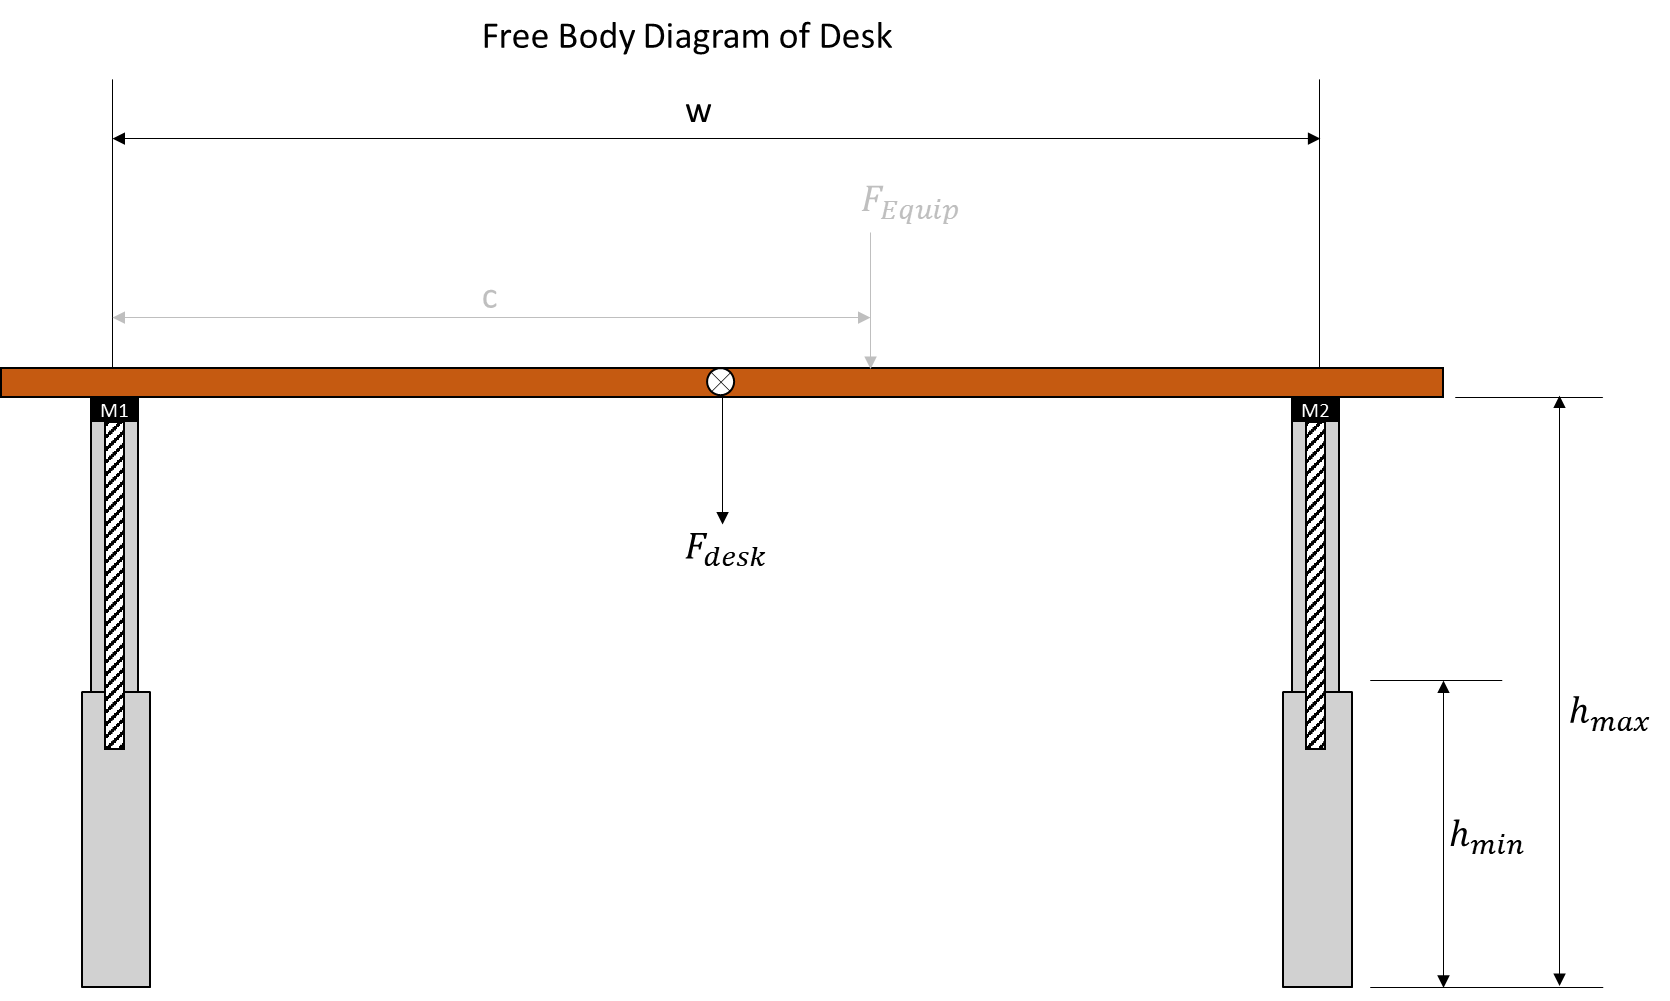 Free Body Diagram of Desk
w
F_Equip
c
M1
M2
F_desk
h_max
h_min